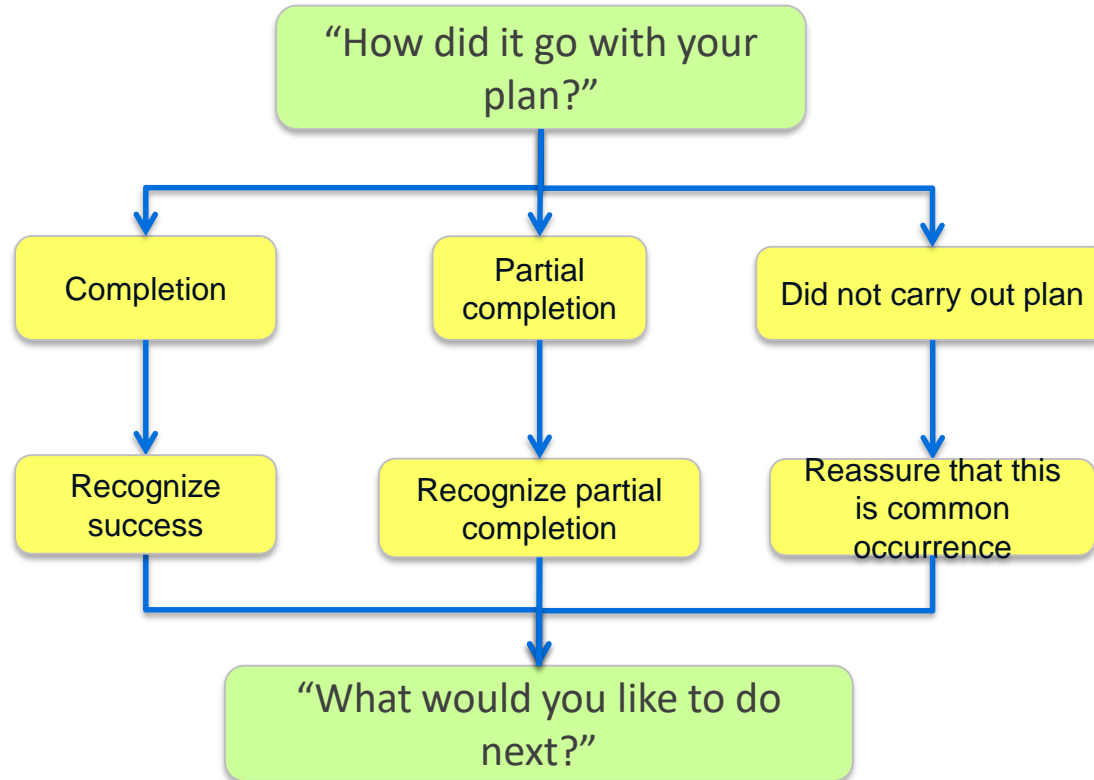 “How did it go with your
plan?”
Completion
Partial
completion
Did not carry out plan
Recognize
success
Recognize partial
completion
Reassure that this
is common
occurrence
“What would you like to do
next?”